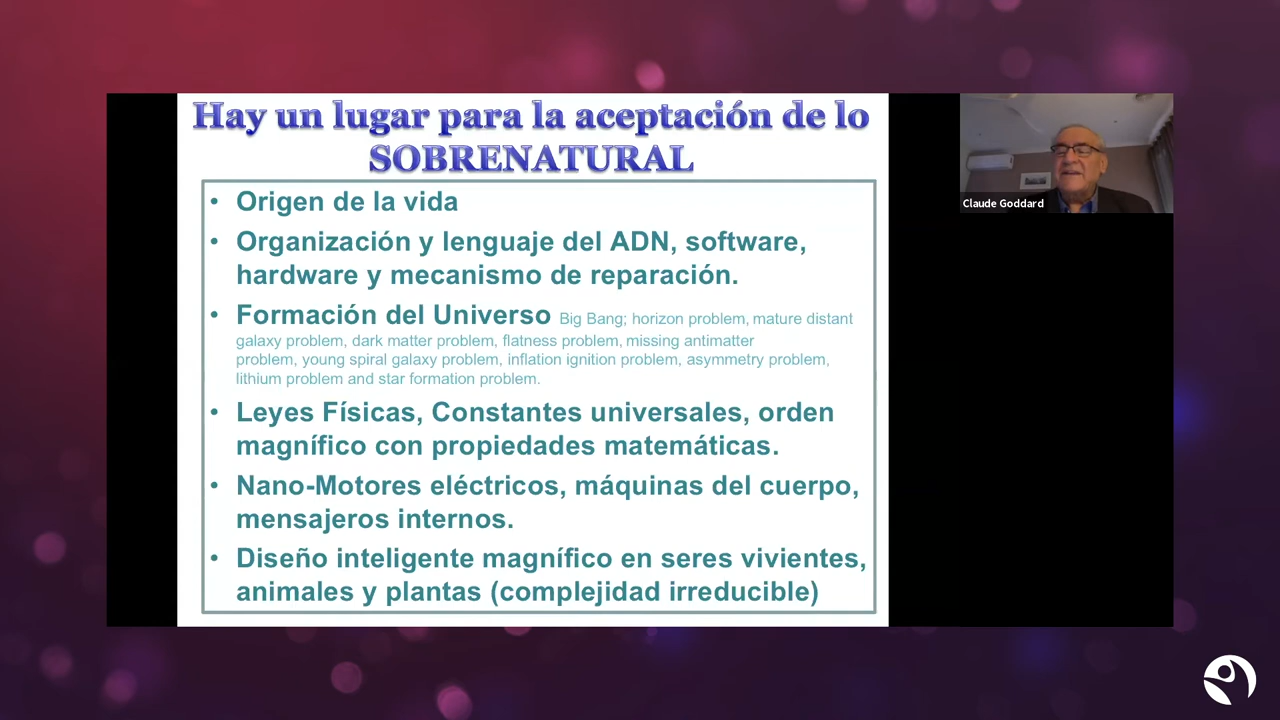 Hay un lugar para la aceptación de lo
SOBRENATURAL
• Origen de la vida
• Organización y lenguaje del ADN, software,
hardware y mecanismo de reparación.
• Formación del Universo Big Bang; horizon problem, mature distant
galaxy problem, dark matter problem, flatness problem, missing antimatter
problem, young spiral galaxy problem, inflation ignition problem, asymmetry problem,
lithium problem and star formation problem.
• Leyes Físicas, Constantes universales, orden
magnífico con propiedades matemáticas.
• Nano-Motores eléctricos, máquinas del cuerpo,
mensajeros internos.
• Diseño inteligente magnífico en seres vivientes,
animales y plantas (complejidad irreducible)
Claude Goddard